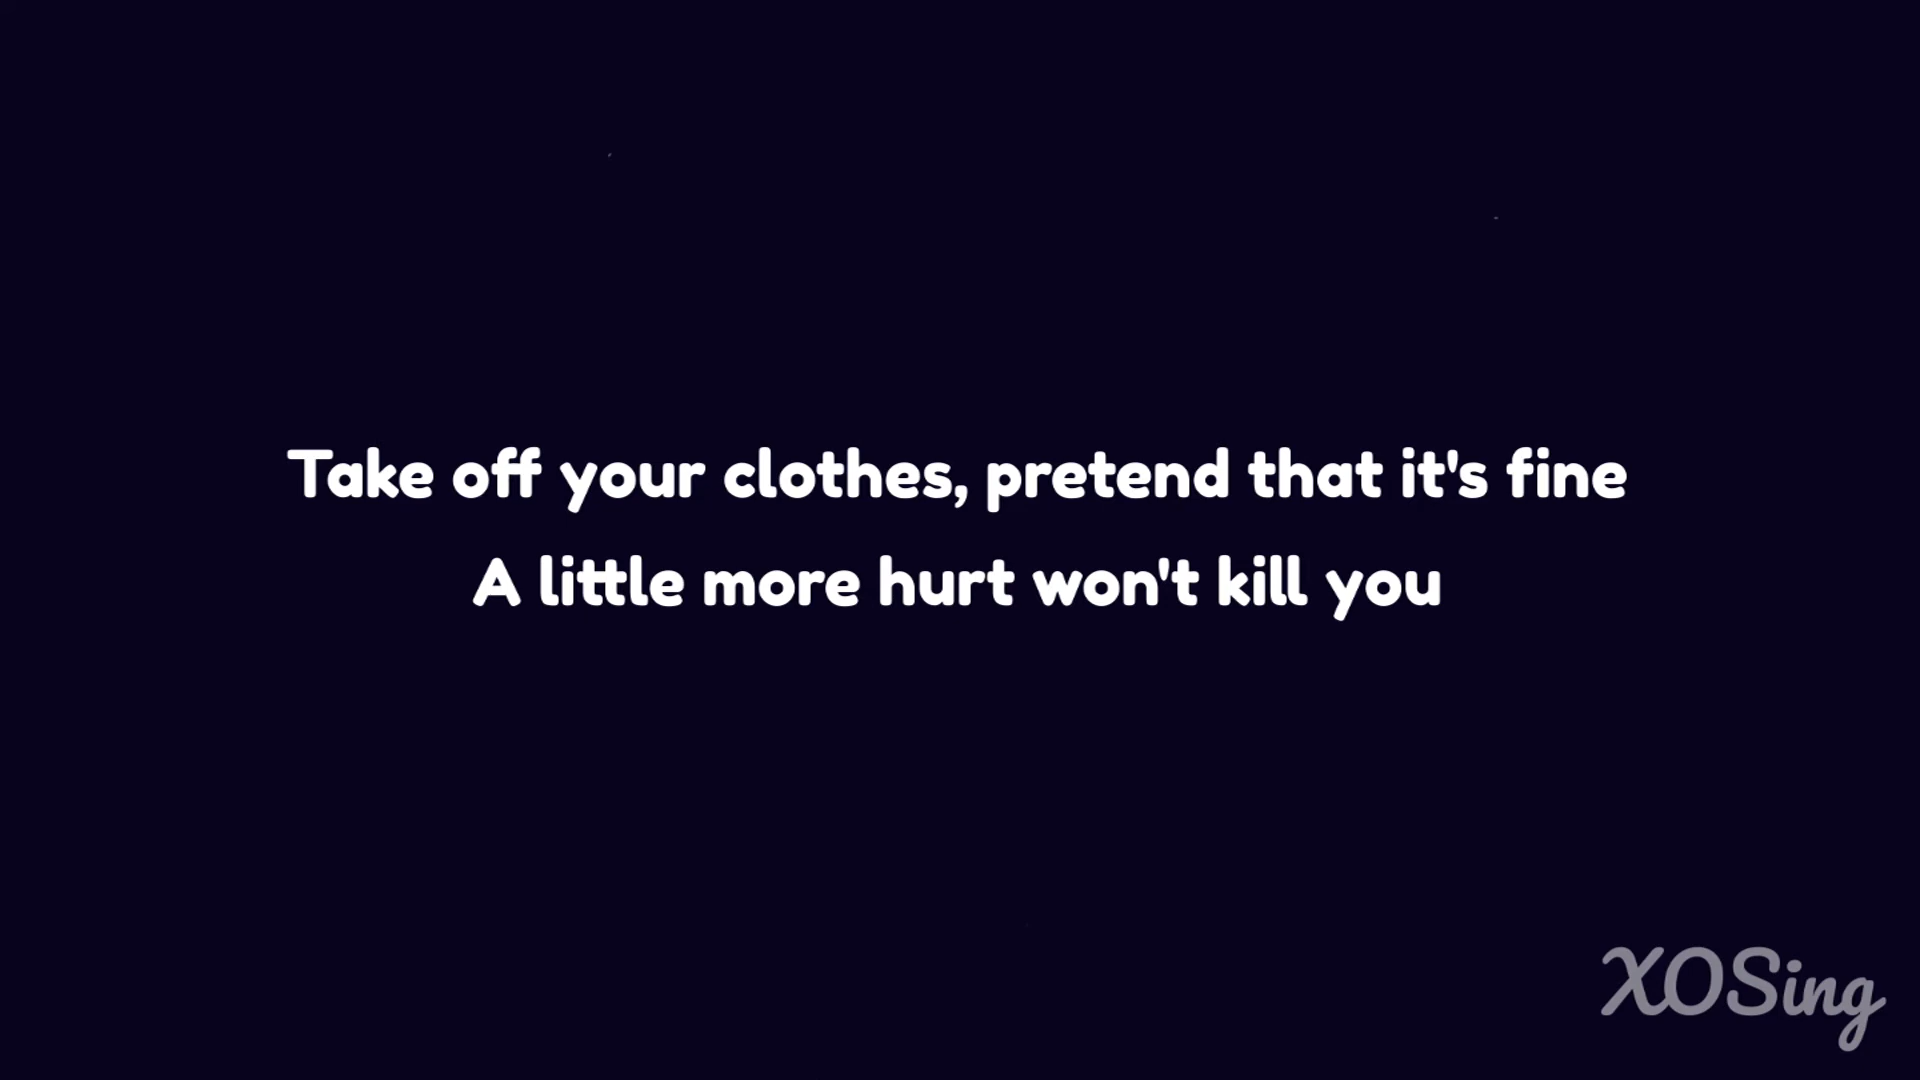 Take off your clothes, pretend that it's fine
A little more hurt won't kill you
XOSing